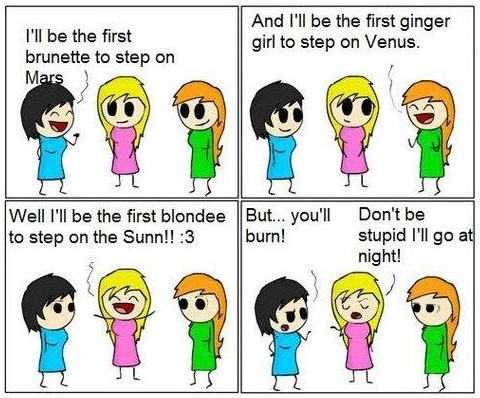 I'll be the first
brunette to step on
Mars
And I'll be the first ginger
girl to step on Venus.
Well I'll be the first blondee
to step on the Sunn!! :3
But... you'll
burn!
Don't be
stupid I'll go at
night!